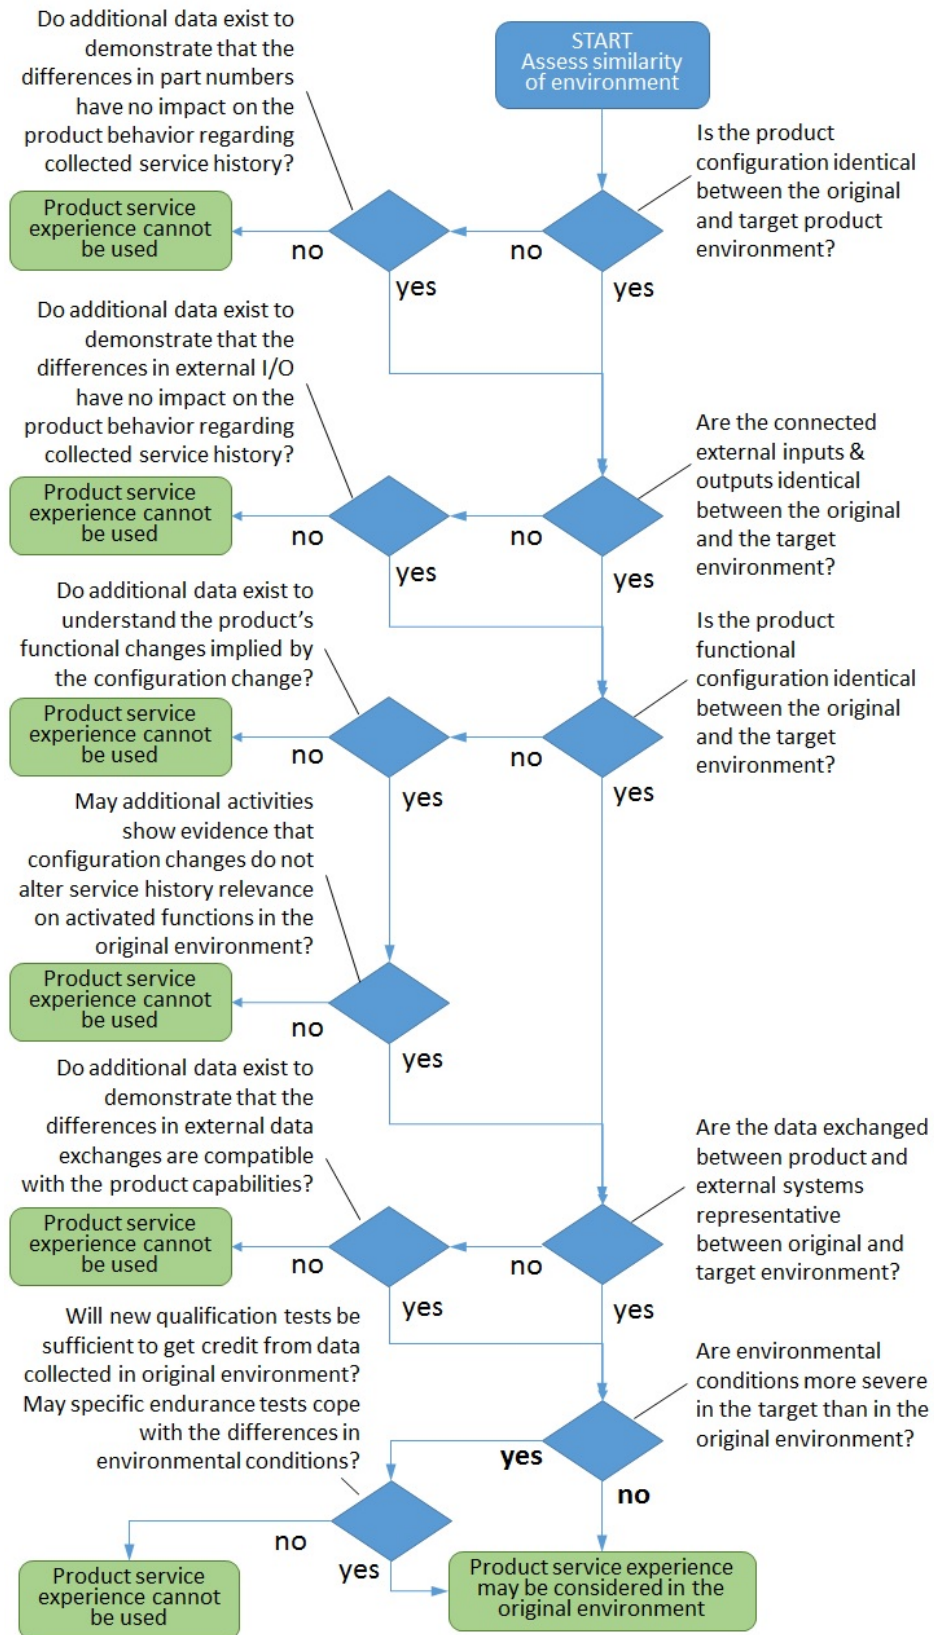 START
Assess similarity
of environment
Do additional data exist to
demonstrate that the
differences in part numbers
have no impact on the
product behavior regarding
collected service history?
Is the product
configuration identical
between the original
and target product
environment?
Product service
experience cannot
be used
no
no
yes
yes
Do additional data exist to
demonstrate that the
differences in external I/O
have no impact on the
product behavior regarding
collected service history?
Are the connected
external inputs &
outputs identical
between the original
and the target
environment?
Product service
experience cannot
be used
no
no
yes
yes
Do additional data exist to
understand the product's
functional changes implied by
the configuration change?
Is the product
functional
configuration identical
between the original
and the target
environment?
Product service
experience cannot
be used
no
no
yes
yes
May additional activities
show evidence that
configuration changes do not
alter service history relevance
on activated functions in the
original environment?
Product service
experience cannot
be used
no
yes
Do additional data exist to
demonstrate that the
differences in external data
exchanges are compatible
with the product capabilities?
Are the data exchanged
between product and
external systems
representative
between original and
target environment?
Product service
experience cannot
be used
no
no
yes
yes
Will new qualification tests be
sufficient to get credit from data
collected in original environment?
May specific endurance tests cope
with the differences in
environmental conditions?
Are environmental
conditions more severe
in the target than in the
original environment?
yes
no
no
yes
Product service
experience cannot
be used
Product service experience
may be considered in the
original environment